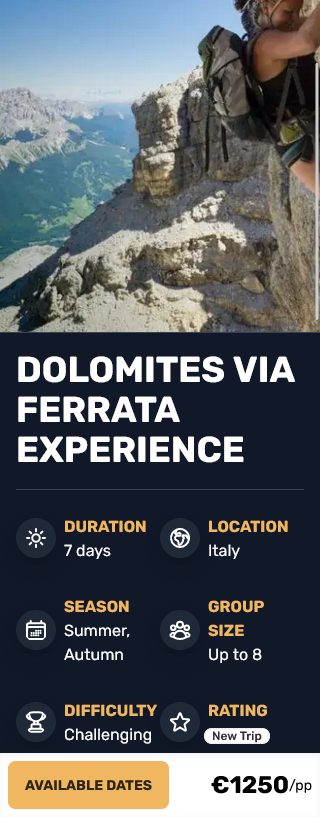 DOLOMITES VIA
FERRATA
EXPERIENCE
DURATION
7 days
LOCATION
Italy
SEASON
Summer,
Autumn
GROUP
SIZE
Up to 8
DIFFICULTY
Challenging
RATING
New Trip
AVAILABLE DATES
€1250/pp